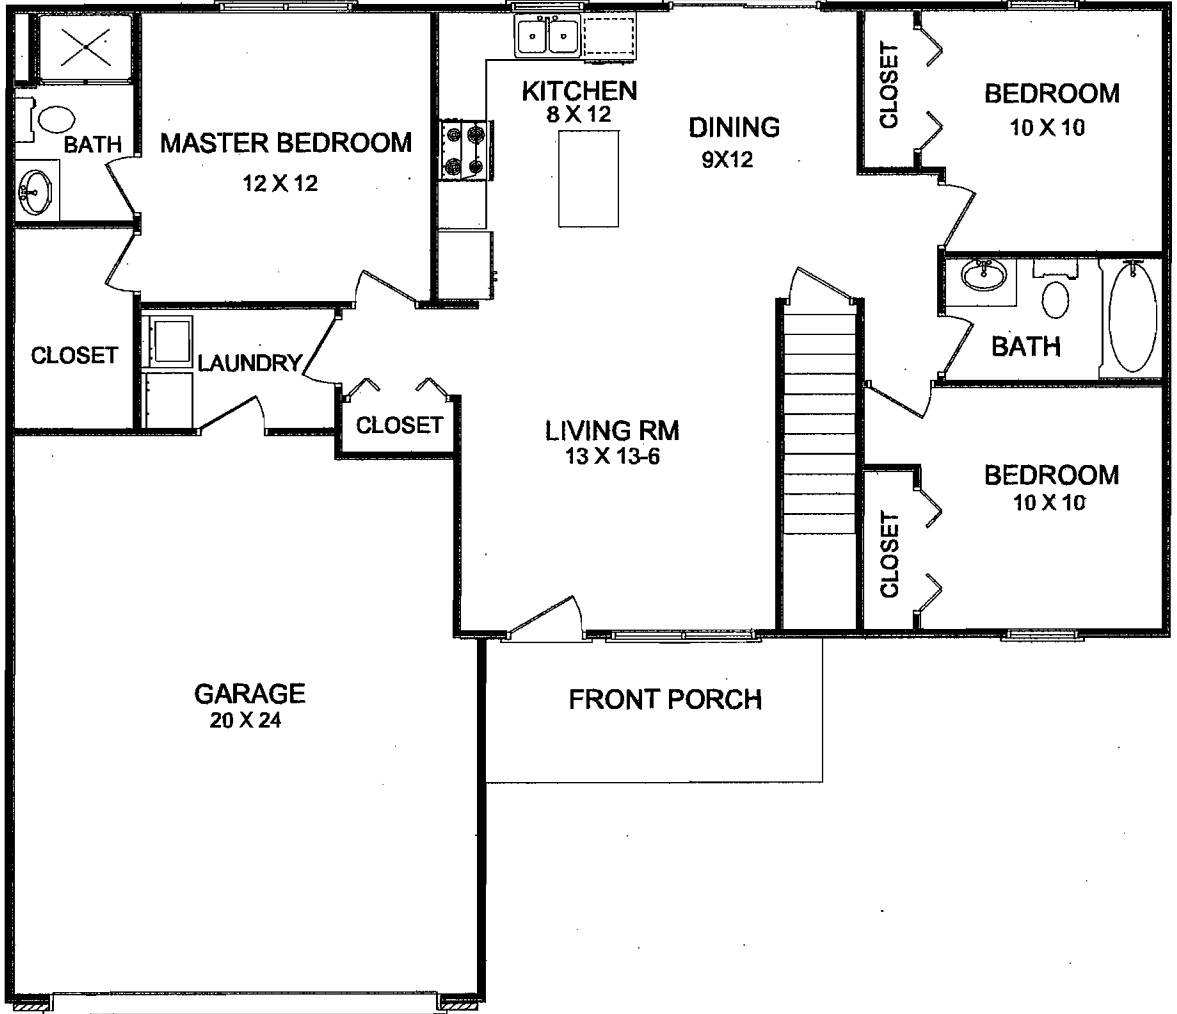 KITCHEN
8 X 12
DINING
9X12
CLOSET
BEDROOM
10 X 10
BATH
MASTER BEDROOM
12 X 12
CLOSET
LAUNDRY
CLOSET
LIVING RM
13 X 13-6
BATH
BEDROOM
10 X 10
CLOSET
GARAGE
20 X 24
FRONT PORCH